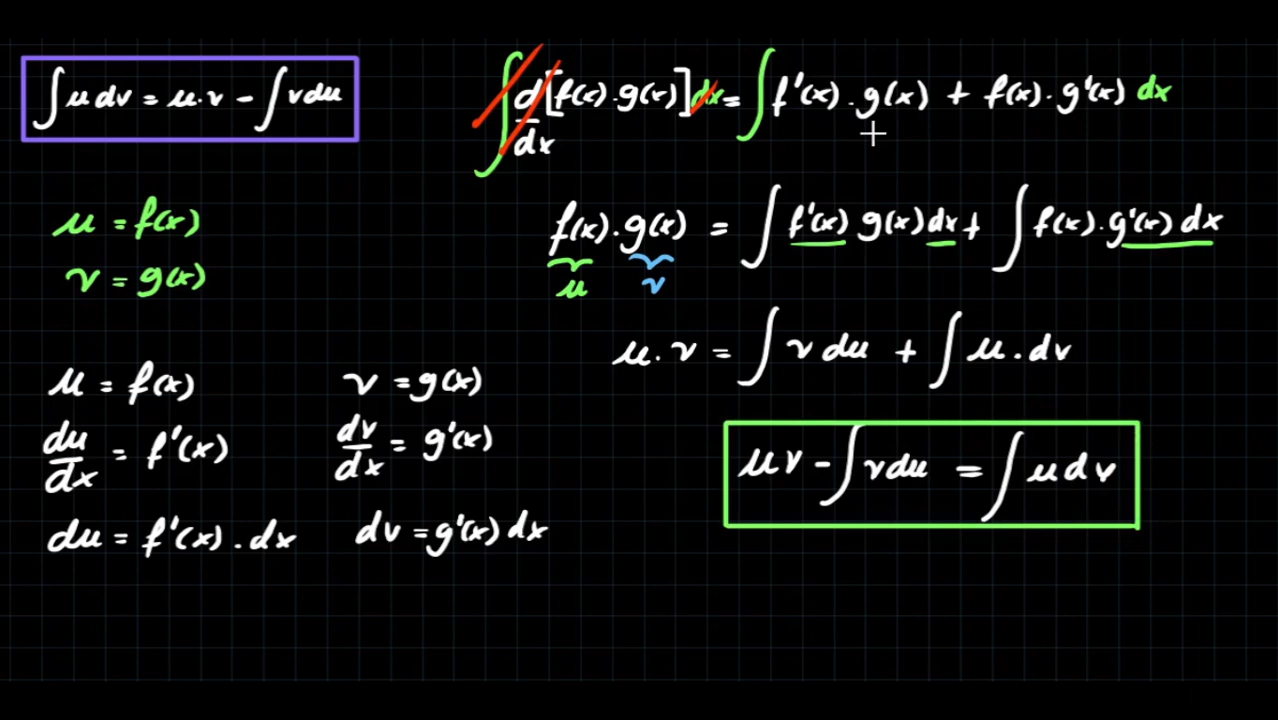 ∫ u dv = u.v - ∫ v du
u = f(x)
v = g(x)
u = f(x)
du/dx = f'(x)
du = f'(x) . dx
v = g(x)
dv/dx = g'(x)
dv = g'(x) dx
∫ d/dx [f(x).g(x)] dx = ∫ f'(x).g(x) + f(x).g'(x) dx
f(x).g(x) = ∫ f'(x) g(x) dx + ∫ f(x).g'(x) dx
u v
u.v = ∫ v du + ∫ u.dv
uv - ∫ v du = ∫ u dv